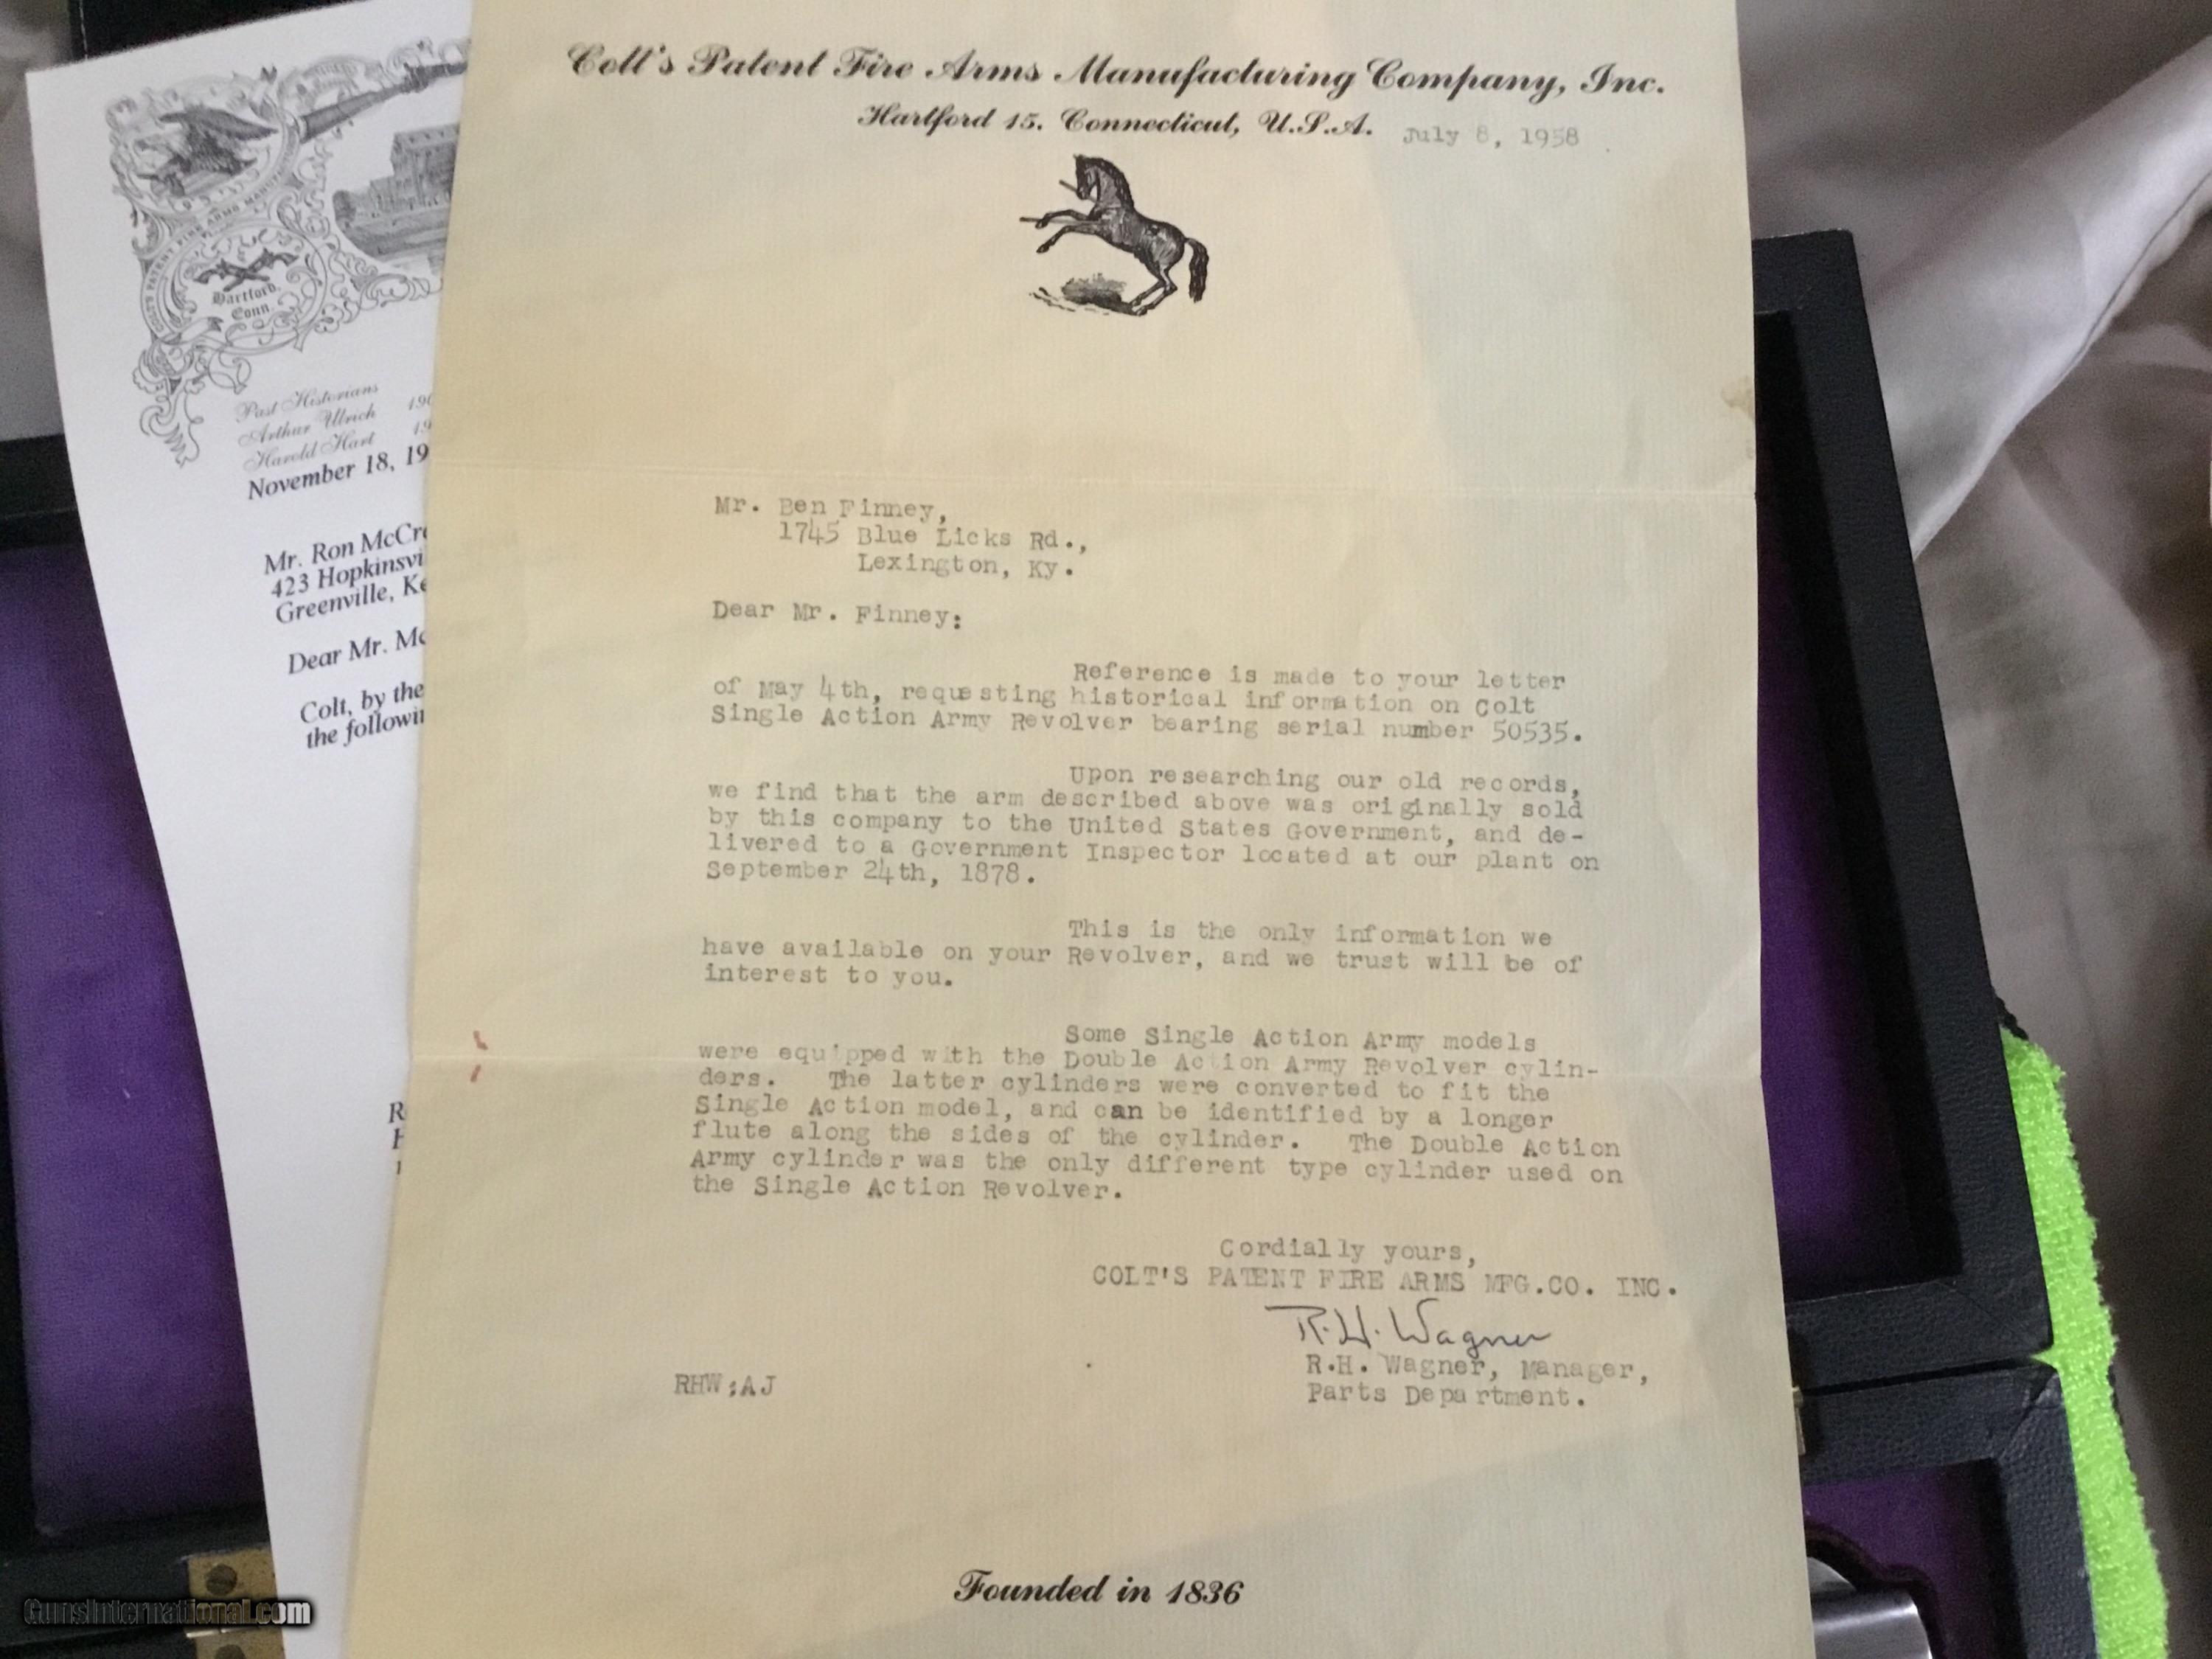 Colt's Patent Fire Arms Manufacturing Company, Inc.
Hartford 15. Connecticut, U.S.A.
July 8, 1958
Mr. Ben Finney,
1745 Blue Licks Rd.,
Lexington, Ky.
Dear Mr. Finney:
Reference is made to your letter
of May 4th, requesting historical information on Colt
Single Action Army Revolver bearing serial number 50535.
Upon researching our old records,
we find that the arm described above was originally sold
by this company to the United States Government, and de-
livered to a Government Inspector located at our plant on
September 24th, 1878.
This is the only information we
have available on your Revolver, and we trust will be of
interest to you.
Some Single Action Army models
were equipped with the Double Action Army Revolver cylin-
ders. The latter cylinders were converted to fit the
Single Action model, and can be identified by a longer
flute along the sides of the cylinder. The Double Action
Army cylinder was the only different type cylinder used on
the Single Action Revolver.
Cordially yours,
COLT'S PATENT FIRE ARMS MFG.CO. INC.
R.H. Wagner
R.H. Wagner, Manager,
Parts Department.
RHW:AJ
Founded in 1836
COLT'S PATENT FIRE ARMS
Hartford.
Conn.
Past Historians
Arthur Ulrich 190
Harold Hart 19
November 18, 19
Mr. Ron McCr
423 Hopkinsvi
Greenville, Ke
Dear Mr. Mc
Colt, by the
the followin
GunsInternational.com